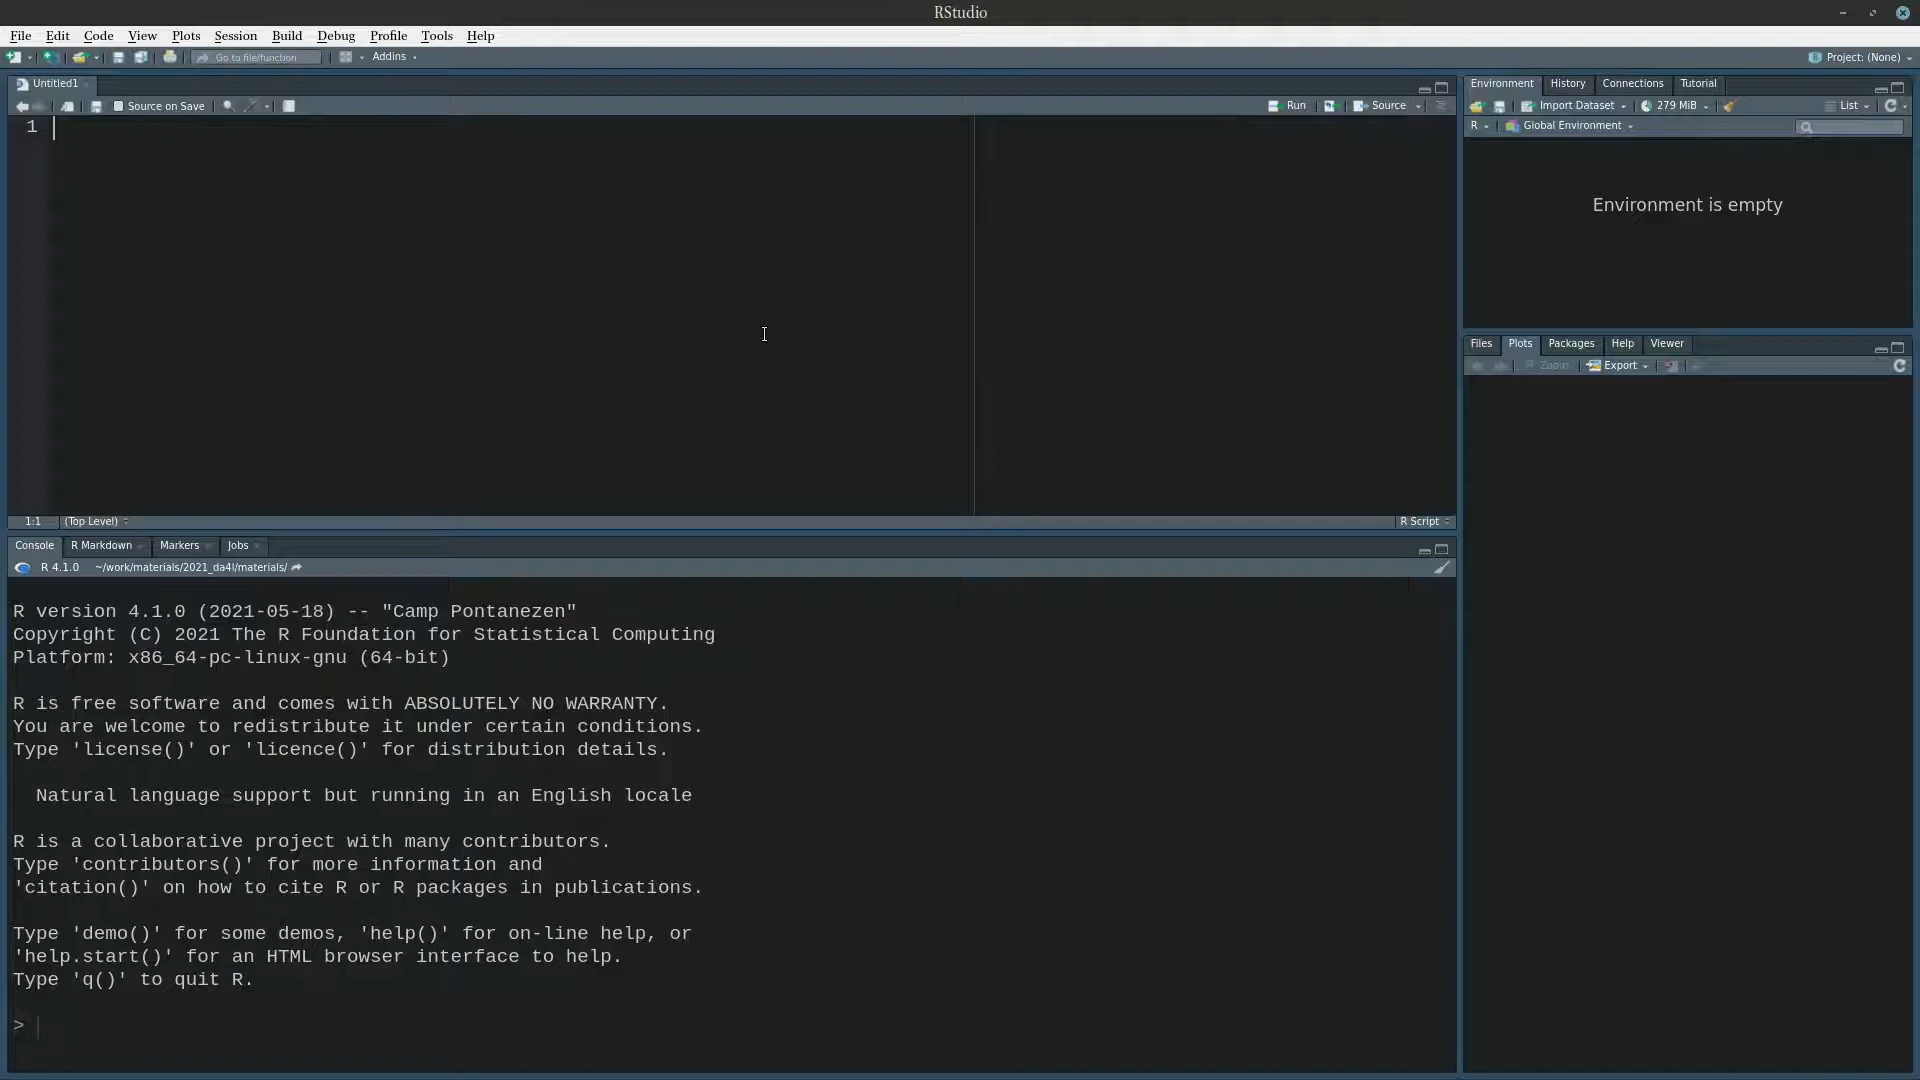 RStudio
File Edit Code View Plots Session Build Debug Profile Tools Help
Go to file/function Addins Project: (None)
Untitled1
Source on Save Run Source
1
1:1 (Top Level) R Script
Console R Markdown Markers Jobs
R 4.1.0 ~/work/materials/2021_da4l/materials/
R version 4.1.0 (2021-05-18) -- "Camp Pontanezen"
Copyright (C) 2021 The R Foundation for Statistical Computing
Platform: x86_64-pc-linux-gnu (64-bit)
R is free software and comes with ABSOLUTELY NO WARRANTY.
You are welcome to redistribute it under certain conditions.
Type 'license()' or 'licence()' for distribution details.
Natural language support but running in an English locale
R is a collaborative project with many contributors.
Type 'contributors()' for more information and
'citation()' on how to cite R or R packages in publications.
Type 'demo()' for some demos, 'help()' for on-line help, or
'help.start()' for an HTML browser interface to help.
Type 'q()' to quit R.
>
Environment History Connections Tutorial
Import Dataset 279 MiB List
R Global Environment
Environment is empty
Files Plots Packages Help Viewer
Zoom Export